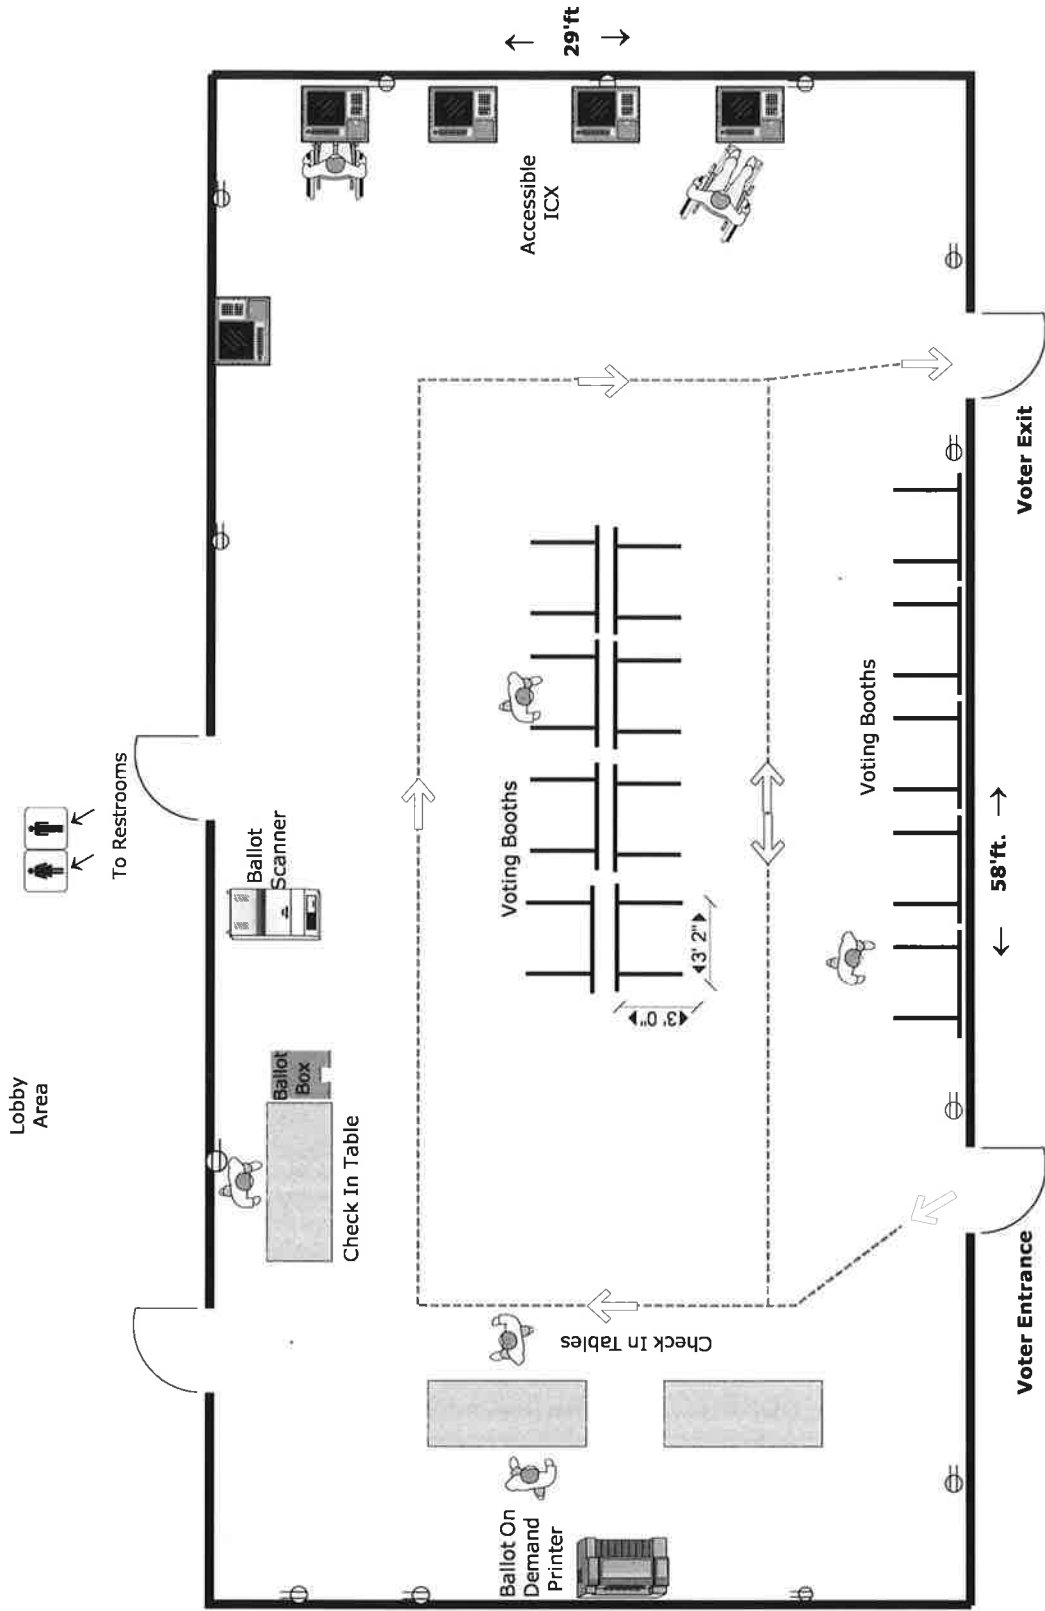 Lobby
Area
To Restrooms
Ballot
Scanner
Ballot
Box
Check In Table
Check In Tables
Ballot On
Demand
Printer
Voting Booths
3' 2"
3' 0"
Voting Booths
Accessible
ICX
29'ft
58'ft.
Voter Entrance
Voter Exit